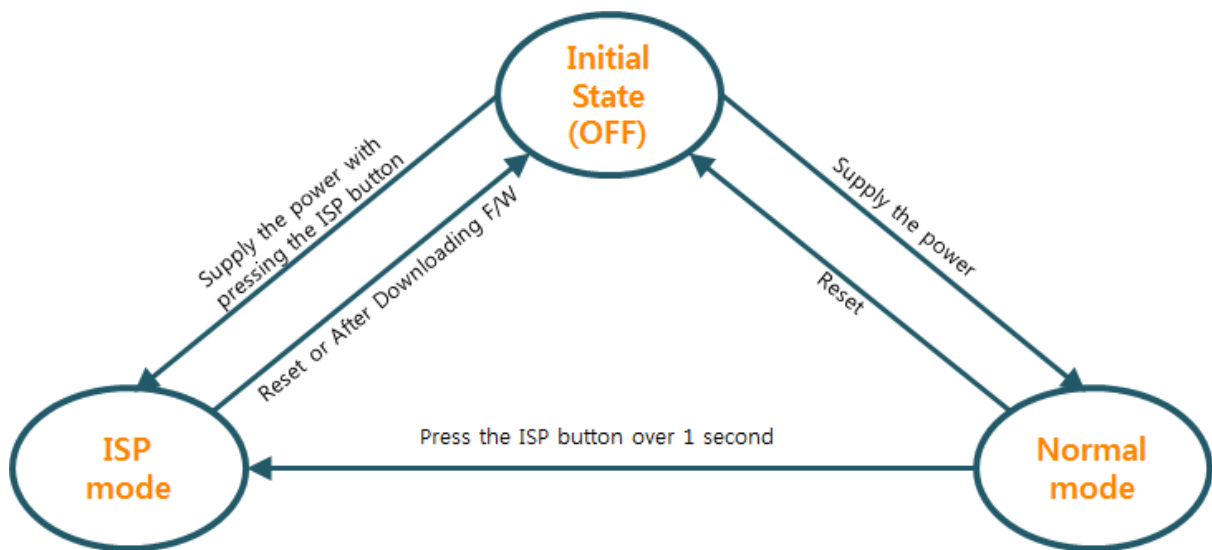 Initial
State
(OFF)
Supply the power with
pressing the ISP button
Reset or After Downloading F/W
Supply the power
Reset
Press the ISP button over 1 second
ISP
mode
Normal
mode